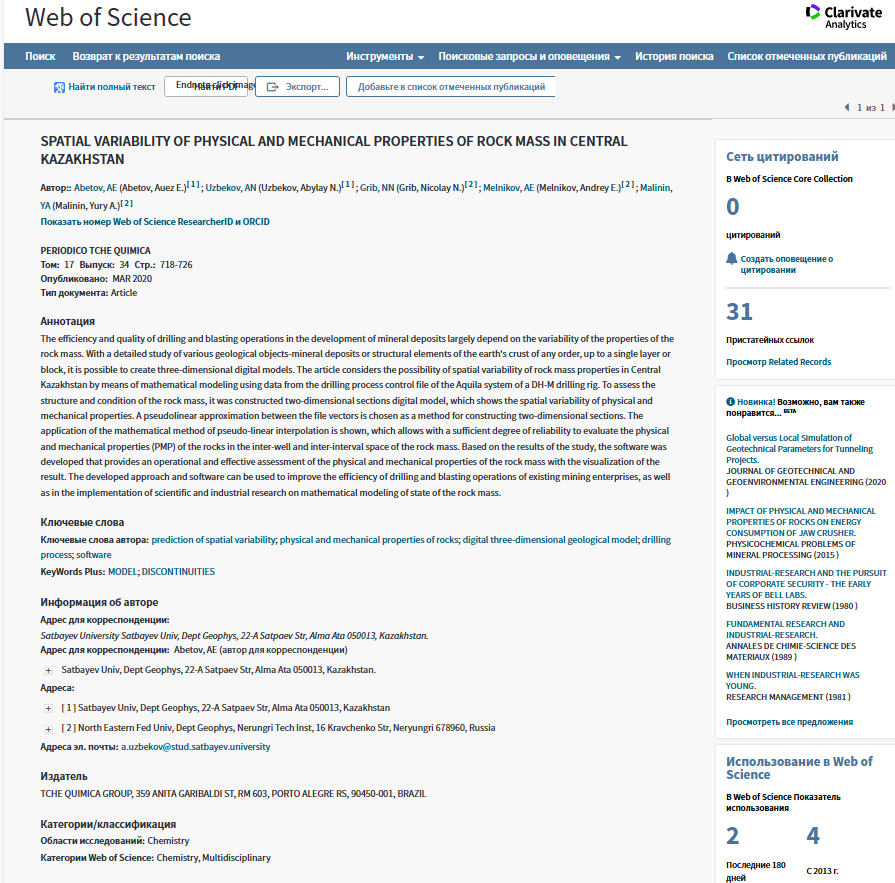 Web of Science
Clarivate
Analytics
Поиск Возврат к результатам поиска Инструменты Поисковые запросы и оповещения История поиска Список отмеченных публикаций
Найти полный текст Найти PDF Endnote click image Экспорт... Добавьте в список отмеченных публикаций
1 из 1
SPATIAL VARIABILITY OF PHYSICAL AND MECHANICAL PROPERTIES OF ROCK MASS IN CENTRAL
KAZAKHSTAN
Автор:: Abetov, AE (Abetov, Auez E.)[ 1 ] ; Uzbekov, AN (Uzbekov, Abylay N.)[ 1 ] ; Grib, NN (Grib, Nicolay N.)[ 2 ] ; Melnikov, AE (Melnikov, Andrey E.)[ 2 ] ; Malinin,
YA (Malinin, Yury A.)[ 2 ]
Показать номер Web of Science ResearcherID и ORCID
PERIODICO TCHE QUIMICA
Том: 17 Выпуск: 34 Стр.: 718-726
Опубликовано: MAR 2020
Тип документа: Article
Аннотация
The efficiency and quality of drilling and blasting operations in the development of mineral deposits largely depend on the variability of the properties of the
rock mass. With a detailed study of various geological objects-mineral deposits or structural elements of the earth's crust of any order, up to a single layer or
block, it is possible to create three-dimensional digital models. The article considers the possibility of spatial variability of rock mass properties in Central
Kazakhstan by means of mathematical modeling using data from the drilling process control file of the Aquila system of a DH-M drilling rig. To assess the
structure and condition of the rock mass, it was constructed two-dimensional sections digital model, which shows the spatial variability of physical and
mechanical properties. A pseudolinear approximation between the file vectors is chosen as a method for constructing two-dimensional sections. The
application of the mathematical method of pseudo-linear interpolation is shown, which allows with a sufficient degree of reliability to evaluate the physical
and mechanical properties (PMP) of the rocks in the inter-well and inter-interval space of the rock mass. Based on the results of the study, the software was
developed that provides an operational and effective assessment of the physical and mechanical properties of the rock mass with the visualization of the
result. The developed approach and software can be used to improve the efficiency of drilling and blasting operations of existing mining enterprises, as well
as in the implementation of scientific and industrial research on mathematical modeling of state of the rock mass.
Ключевые слова
Ключевые слова автора: prediction of spatial variability; physical and mechanical properties of rocks; digital three-dimensional geological model; drilling
process; software
KeyWords Plus: MODEL; DISCONTINUITIES
Информация об авторе
Адрес для корреспонденции:
Satbayev University Satbayev Univ, Dept Geophys, 22-A Satpaev Str, Alma Ata 050013, Kazakhstan.
Адрес для корреспонденции: Abetov, AE (автор для корреспонденции)
Satbayev Univ, Dept Geophys, 22-A Satpaev Str, Alma Ata 050013, Kazakhstan.
Адреса:
[ 1 ] Satbayev Univ, Dept Geophys, 22-A Satpaev Str, Alma Ata 050013, Kazakhstan
[ 2 ] North Eastern Fed Univ, Dept Geophys, Nerungri Tech Inst, 16 Kravchenko Str, Neryungri 678960, Russia
Адреса эл. почты: a.uzbekov@stud.satbayev.university
Издатель
TCHE QUIMICA GROUP, 359 ANITA GARIBALDI ST, RM 603, PORTO ALEGRE RS, 90450-001, BRAZIL
Категории/классификация
Области исследований: Chemistry
Категории Web of Science: Chemistry, Multidisciplinary
Сеть цитирований
В Web of Science Core Collection
0
цитирований
Создать оповещение о
цитировании
31
Пристатейных ссылок
Просмотр Related Records
Новинка! Возможно, вам также
понравится... BETA
Global versus Local Simulation of
Geotechnical Parameters for Tunneling
Projects.
JOURNAL OF GEOTECHNICAL AND
GEOENVIRONMENTAL ENGINEERING (2020
)
IMPACT OF PHYSICAL AND MECHANICAL
PROPERTIES OF ROCKS ON ENERGY
CONSUMPTION OF JAW CRUSHER.
PHYSICOCHEMICAL PROBLEMS OF
MINERAL PROCESSING (2015 )
INDUSTRIAL-RESEARCH AND THE PURSUIT
OF CORPORATE SECURITY - THE EARLY
YEARS OF BELL LABS.
BUSINESS HISTORY REVIEW (1980 )
FUNDAMENTAL RESEARCH AND
INDUSTRIAL-RESEARCH.
ANNALES DE CHIMIE-SCIENCE DES
MATERIAUX (1989 )
WHEN INDUSTRIAL-RESEARCH WAS
YOUNG.
RESEARCH MANAGEMENT (1981 )
Просмотреть все предложения
Использование в Web of
Science
В Web of Science Показатель
использования
2 4
Последние 180
дней
С 2013 г.